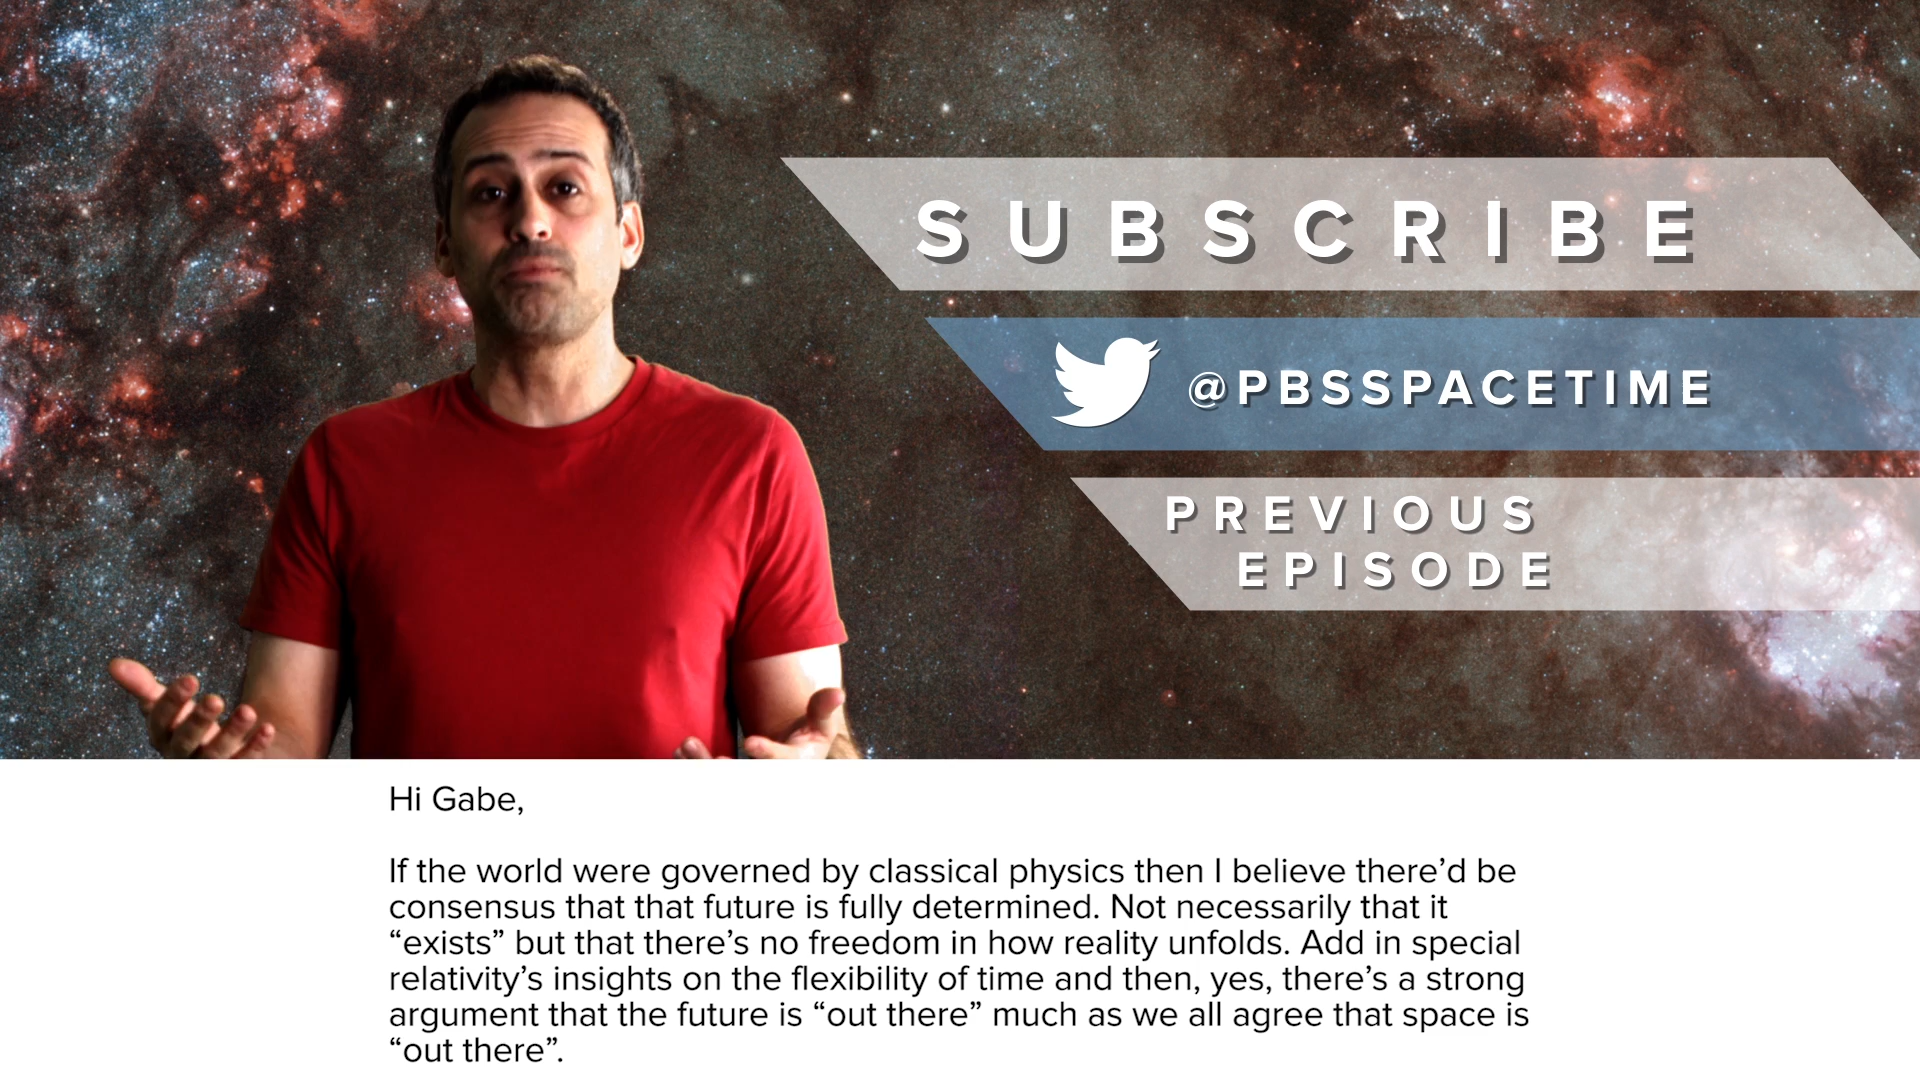 SUBSCRIBE
@PBSSPACETIME
PREVIOUS
EPISODE
Hi Gabe,
If the world were governed by classical physics then I believe there’d be
consensus that that future is fully determined. Not necessarily that it
“exists” but that there’s no freedom in how reality unfolds. Add in special
relativity’s insights on the flexibility of time and then, yes, there’s a strong
argument that the future is “out there” much as we all agree that space is
“out there”.